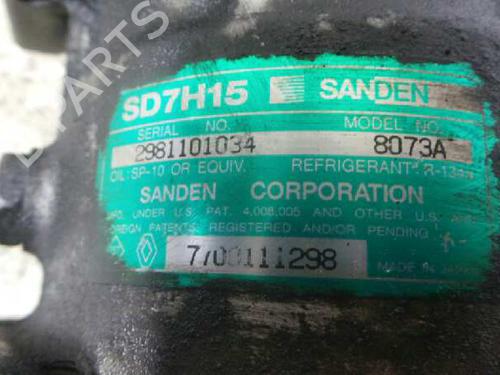 SD7H15 SANDEN
SERIAL NO. MODEL NO.
2981101034 8073A
OIL: SP-10 OR EQUIV. REFRIGERANT: R-134A
SANDEN CORPORATION
MFD. UNDER U.S. PAT. 4,008,005 AND OTHER U.S. AND
FOREIGN PATENTS, REGISTERED AND/OR PENDING
7700111298 MADE IN JAPAN